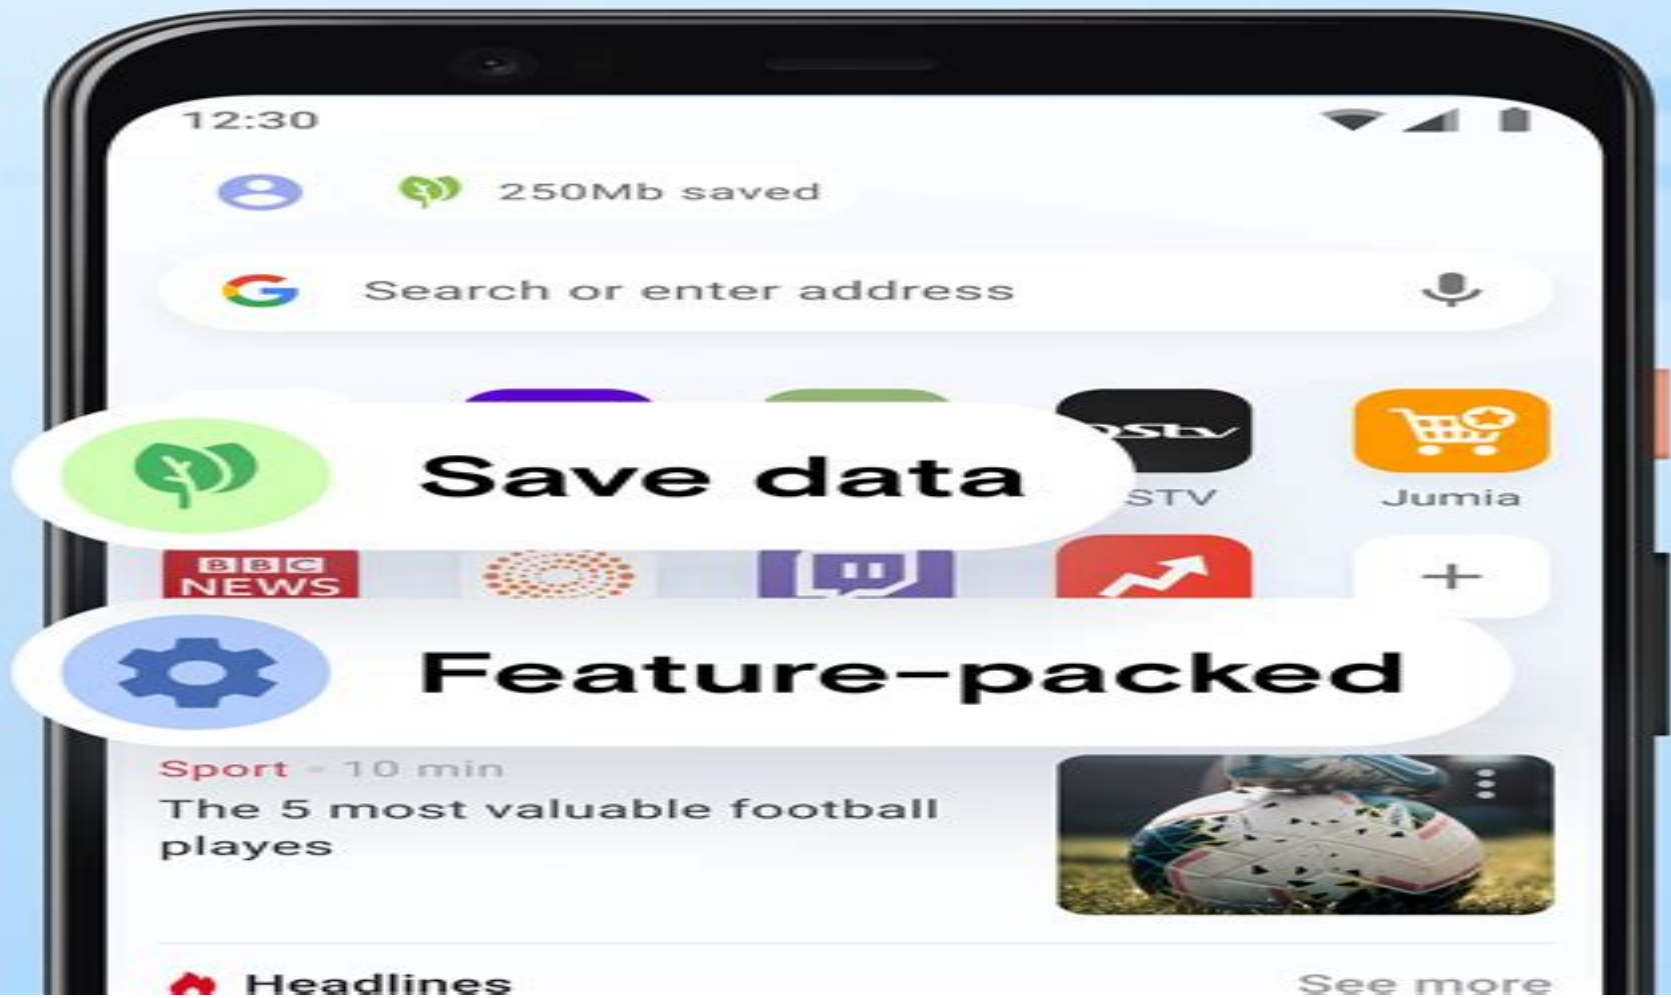 12:30
250Mb saved
Search or enter address
Save data
STV
Jumia
BBC
NEWS
Feature-packed
Sport • 10 min
The 5 most valuable football
playes
Headlines
See more